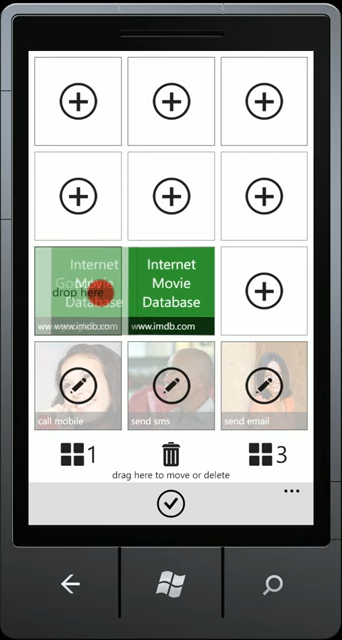 Internet
Movie
Database
drop here
www.imdb.com
Internet
Movie
Database
www.imdb.com
call mobile
send sms
send email
1
3
drag here to move or delete